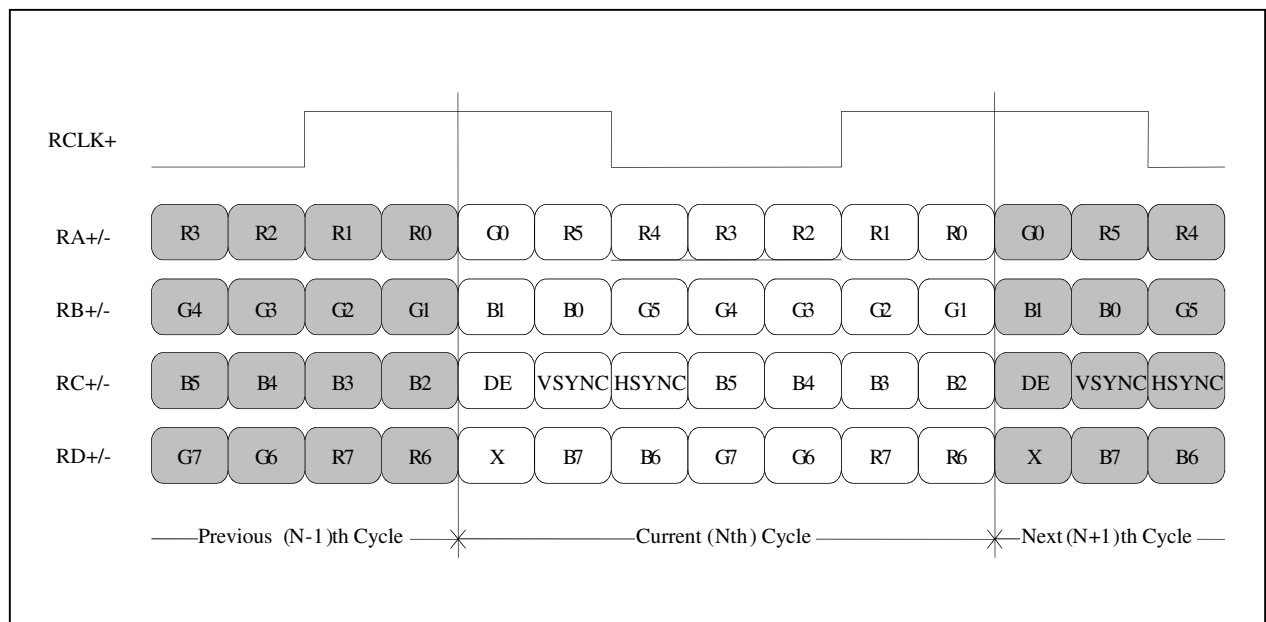 RCLK+
RA+/- R3 R2 R1 R0 G0 R5 R4 R3 R2 R1 R0 G0 R5 R4
RB+/- G4 G3 G2 G1 B1 B0 G5 G4 G3 G2 G1 B1 B0 G5
RC+/- B5 B4 B3 B2 DE VSYNC HSYNC B5 B4 B3 B2 DE VSYNC HSYNC
RD+/- G7 G6 R7 R6 X B7 B6 G7 G6 R7 R6 X B7 B6
Previous (N-1)th Cycle Current (Nth) Cycle Next (N+1)th Cycle